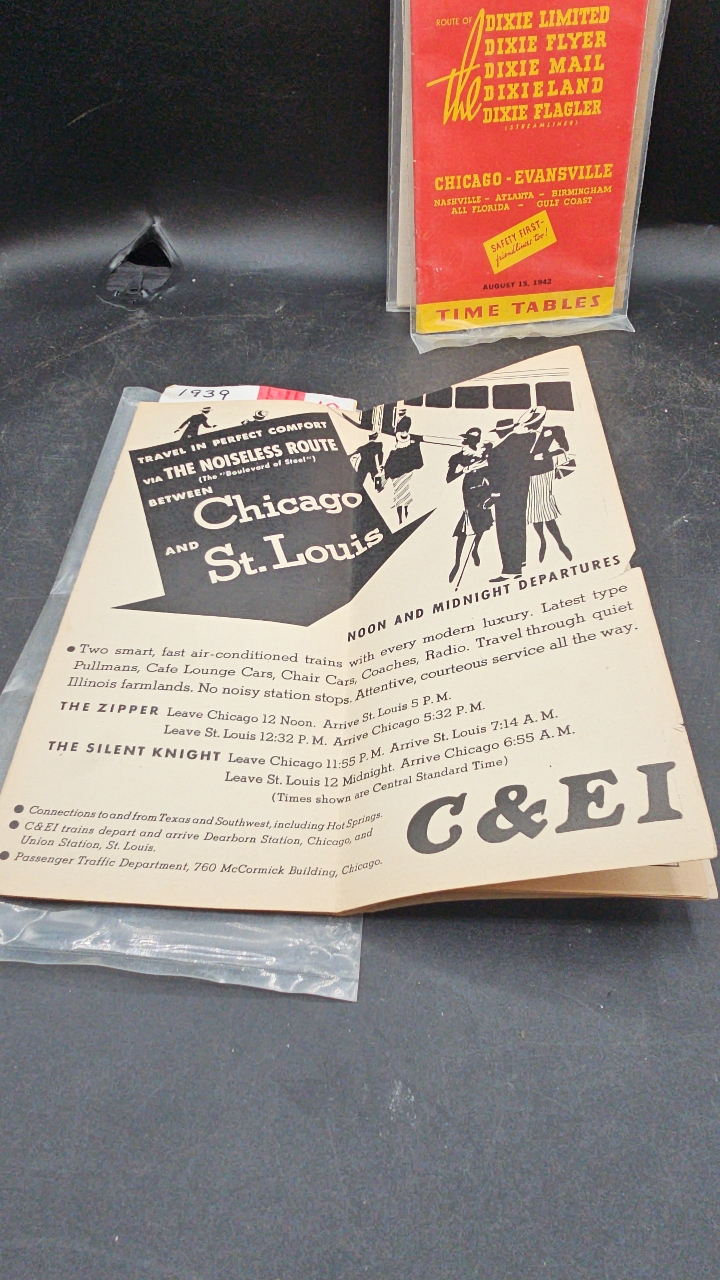 ROUTE OF
the
DIXIE LIMITED
DIXIE FLYER
DIXIE MAIL
DIXIELAND
DIXIE FLAGLER
(STREAMLINER)
CHICAGO - EVANSVILLE
NASHVILLE - ATLANTA - BIRMINGHAM
ALL FLORIDA - GULF COAST
SAFETY FIRST-
friendliness too!
AUGUST 15, 1942
TIME TABLES
1939
TRAVEL IN PERFECT COMFORT
VIA THE NOISELESS ROUTE
(The "Boulevard of Steel")
BETWEEN
Chicago
AND
St. Louis
NOON AND MIDNIGHT DEPARTURES
● Two smart, fast air-conditioned trains with every modern luxury. Latest type
Pullmans, Cafe Lounge Cars, Chair Cars, Coaches, Radio. Travel through quiet
Illinois farmlands. No noisy station stops. Attentive, courteous service all the way.
THE ZIPPER Leave Chicago 12 Noon. Arrive St. Louis 5 P. M.
Leave St. Louis 12:32 P. M. Arrive Chicago 5:32 P. M.
THE SILENT KNIGHT Leave Chicago 11:55 P. M. Arrive St. Louis 7:14 A. M.
Leave St. Louis 12 Midnight. Arrive Chicago 6:55 A. M.
(Times shown are Central Standard Time)
● Connections to and from Texas and Southwest, including Hot Springs.
● C&EI trains depart and arrive Dearborn Station, Chicago, and
Union Station, St. Louis.
● Passenger Traffic Department, 760 McCormick Building, Chicago.
C&EI